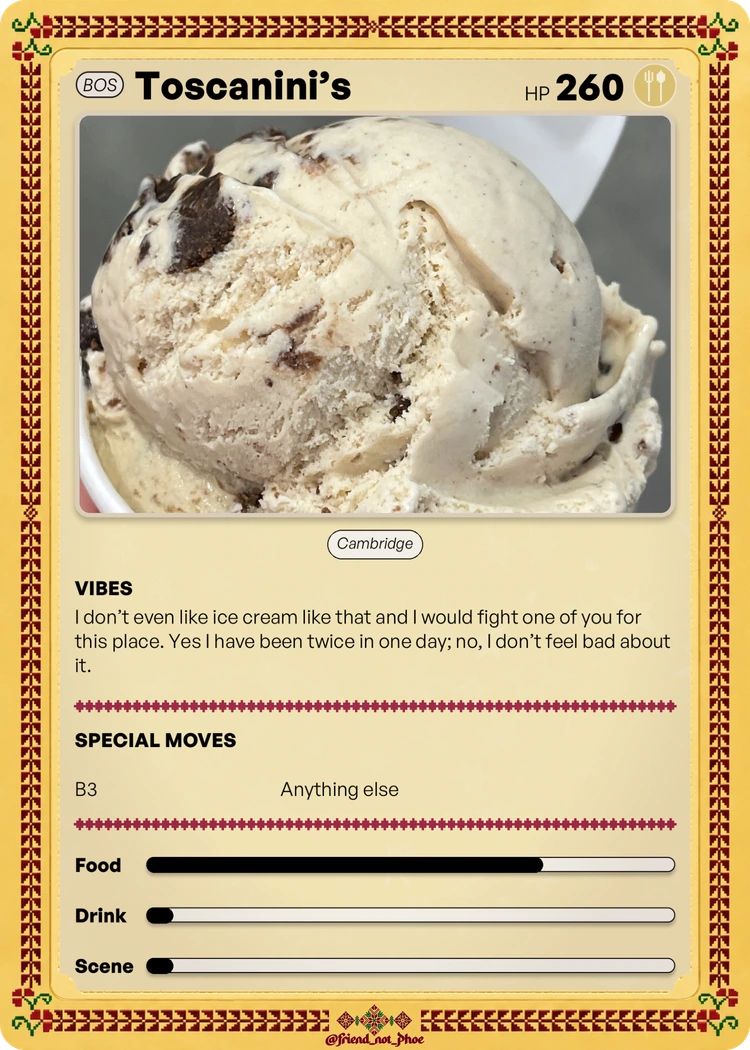 BOS Toscanini’s HP 260
Cambridge
VIBES
I don’t even like ice cream like that and I would fight one of you for
this place. Yes I have been twice in one day; no, I don’t feel bad about
it.
SPECIAL MOVES
B3 Anything else
Food
Drink
Scene
@friend_not_phoe